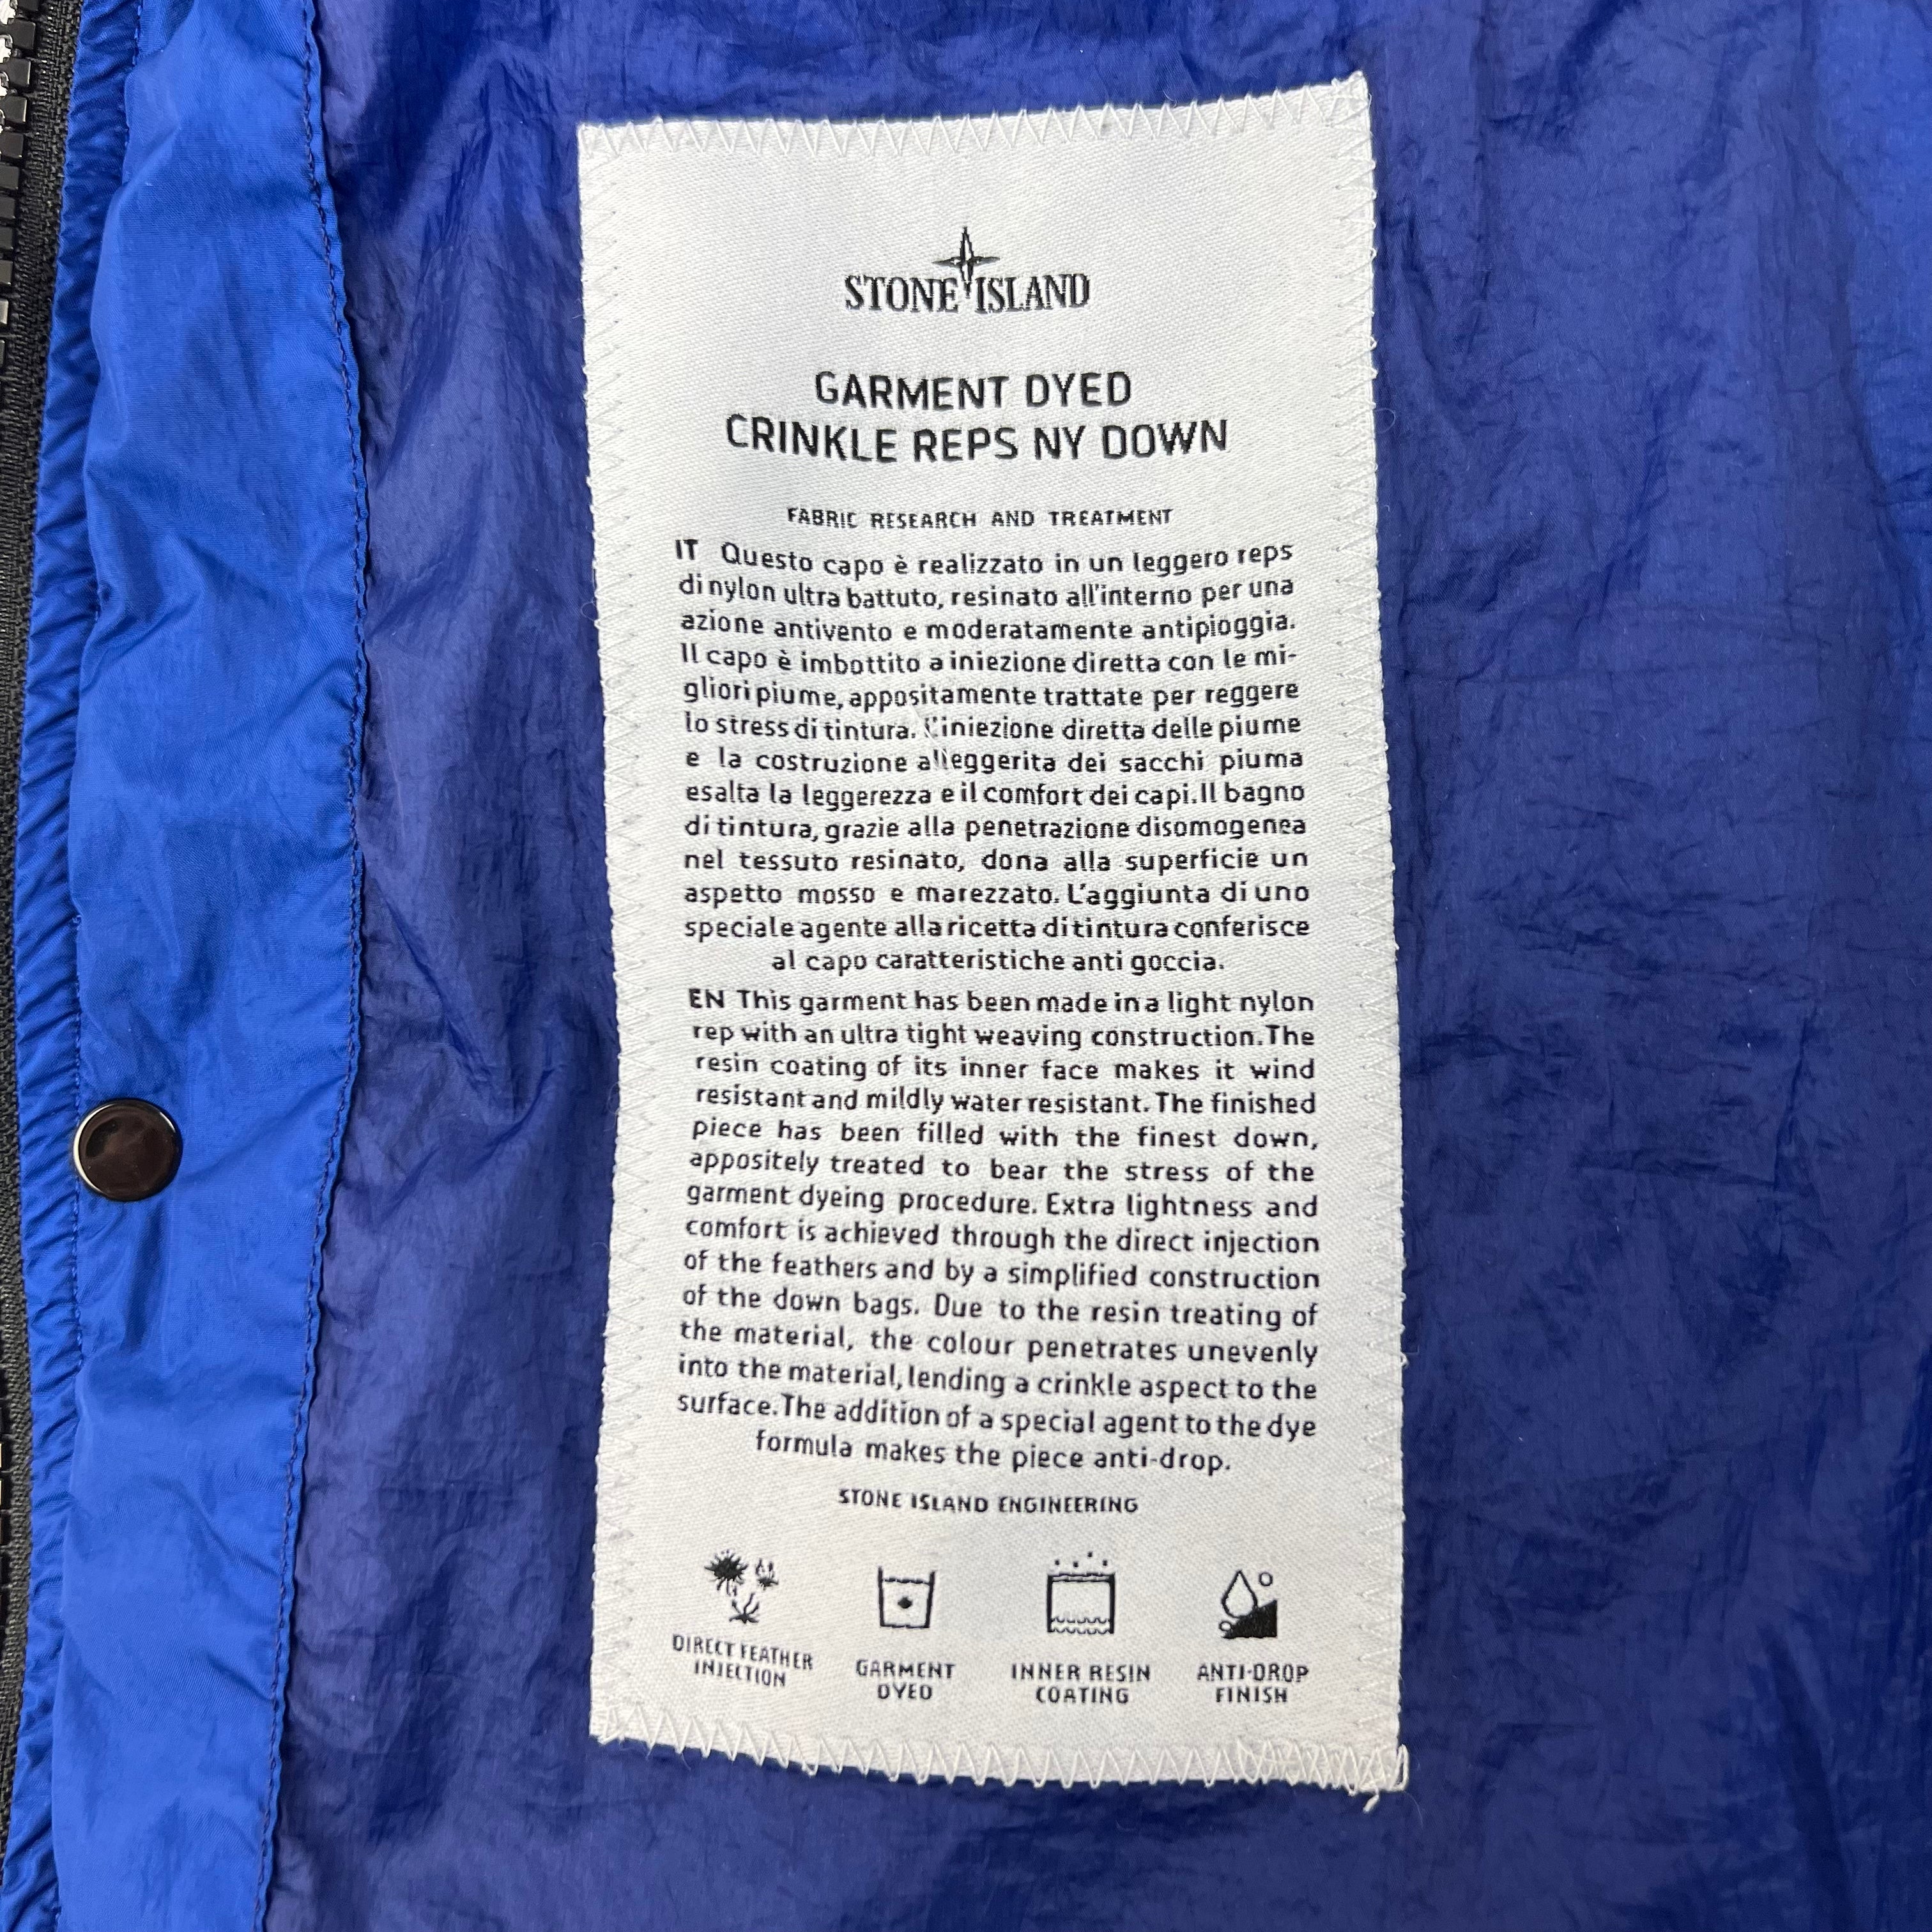 STONE ISLAND
GARMENT DYED
CRINKLE REPS NY DOWN
FABRIC RESEARCH AND TREATMENT
IT Questo capo è realizzato in un leggero reps
di nylon ultra battuto, resinato all'interno per una
azione antivento e moderatamente antipioggia.
Il capo è imbottito a iniezione diretta con le mi-
gliori piume, appositamente trattate per reggere
lo stress di tintura. L'iniezione diretta delle piume
e la costruzione alleggerita dei sacchi piuma
esalta la leggerezza e il comfort dei capi. Il bagno
di tintura, grazie alla penetrazione disomogenea
nel tessuto resinato, dona alla superficie un
aspetto mosso e marezzato. L'aggiunta di uno
speciale agente alla ricetta di tintura conferisce
al capo caratteristiche anti goccia.
EN This garment has been made in a light nylon
rep with an ultra tight weaving construction. The
resin coating of its inner face makes it wind
resistant and mildly water resistant. The finished
piece has been filled with the finest down,
appositely treated to bear the stress of the
garment dyeing procedure. Extra lightness and
comfort is achieved through the direct injection
of the feathers and by a simplified construction
of the down bags. Due to the resin treating of
the material, the colour penetrates unevenly
into the material, lending a crinkle aspect to the
surface. The addition of a special agent to the dye
formula makes the piece anti-drop.
STONE ISLAND ENGINEERING
DIRECT FEATHER
INJECTION
GARMENT
DYED
INNER RESIN
COATING
ANTI-DROP
FINISH